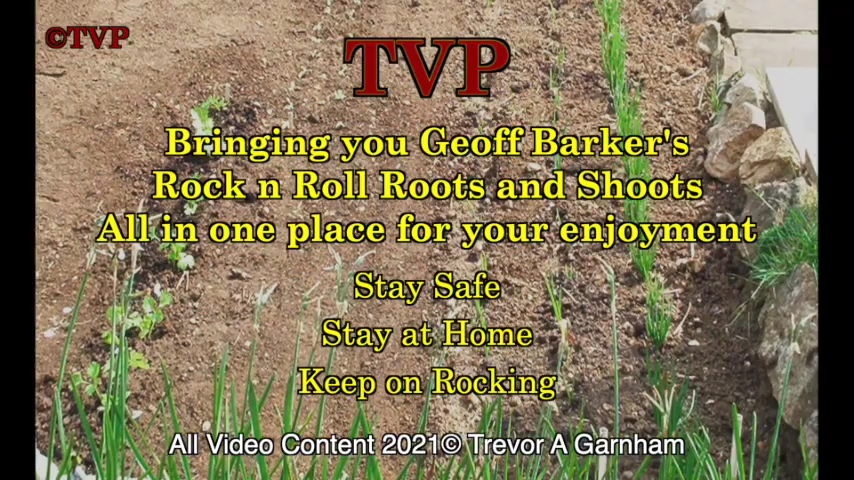 ©TVP
TVP
Bringing you Geoff Barker's
Rock n Roll Roots and Shoots
All in one place for your enjoyment
Stay Safe
Stay at Home
Keep on Rocking
All Video Content 2021© Trevor A Garnham